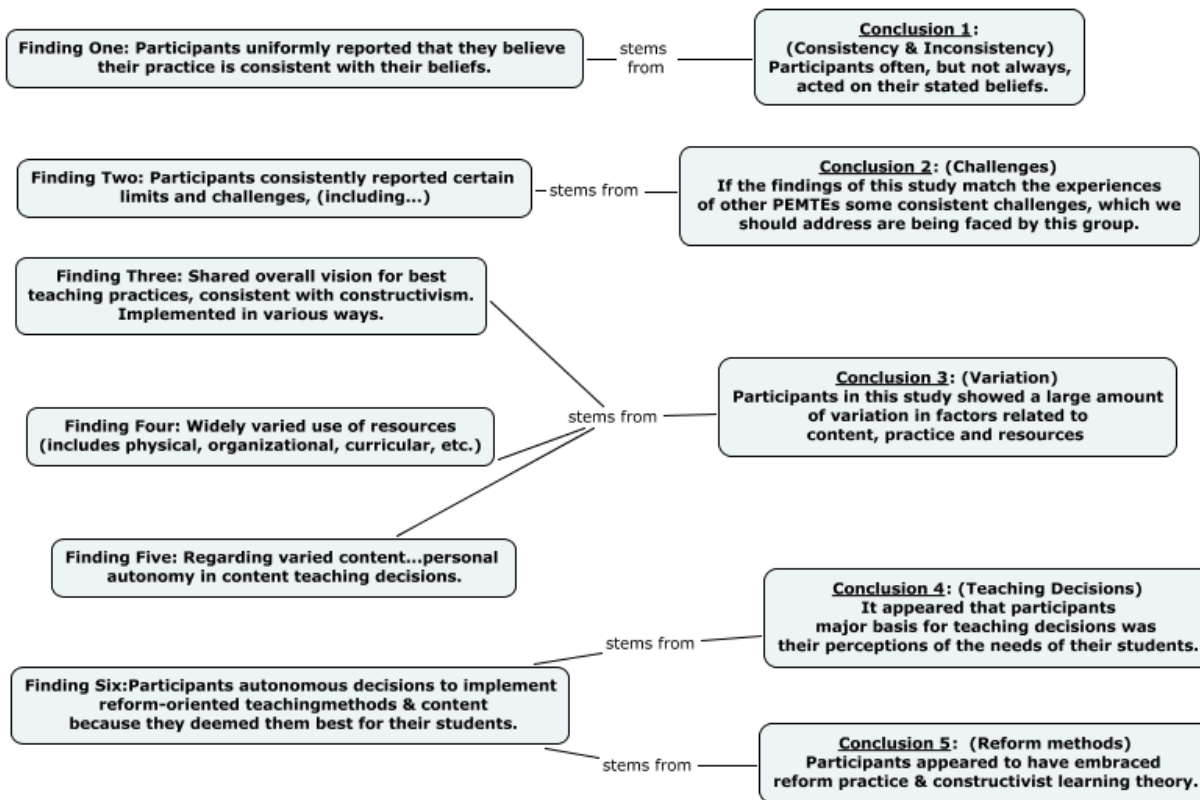 Finding One: Participants uniformly reported that they believe
their practice is consistent with their beliefs.
stems
from
Conclusion 1:
(Consistency & Inconsistency)
Participants often, but not always,
acted on their stated beliefs.
Finding Two: Participants consistently reported certain
limits and challenges, (including...)
stems from
Conclusion 2: (Challenges)
If the findings of this study match the experiences
of other PEMTEs some consistent challenges, which we
should address are being faced by this group.
Finding Three: Shared overall vision for best
teaching practices, consistent with constructivism.
Implemented in various ways.
Finding Four: Widely varied use of resources
(includes physical, organizational, curricular, etc.)
Finding Five: Regarding varied content...personal
autonomy in content teaching decisions.
stems from
Conclusion 3: (Variation)
Participants in this study showed a large amount
of variation in factors related to
content, practice and resources
Finding Six:Participants autonomous decisions to implement
reform-oriented teachingmethods & content
because they deemed them best for their students.
stems from
Conclusion 4: (Teaching Decisions)
It appeared that participants
major basis for teaching decisions was
their perceptions of the needs of their students.
stems from
Conclusion 5:  (Reform methods)
Participants appeared to have embraced
reform practice & constructivist learning theory.